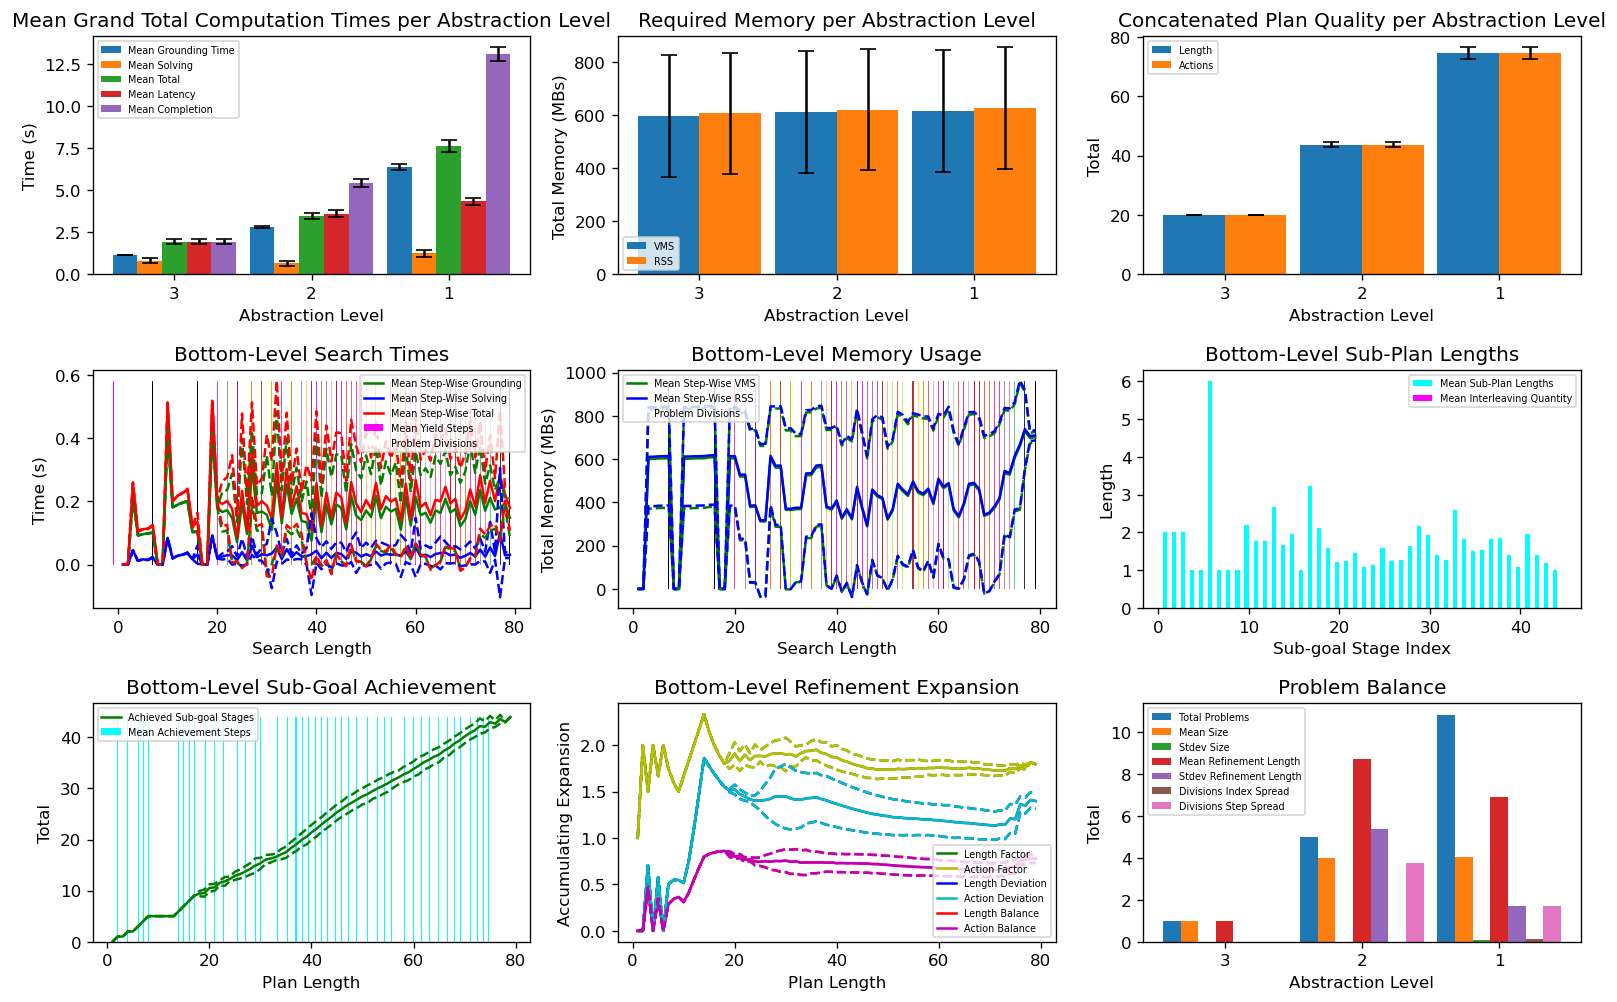 Mean Grand Total Computation Times per Abstraction Level
12.5
10.0
7.5
5.0
2.5
0.0
Time (s)
Mean Grounding Time
Mean Solving
Mean Total
Mean Latency
Mean Completion
3 2 1
Abstraction Level
Required Memory per Abstraction Level
800
600
400
200
0
Total Memory (MBs)
VMS
RSS
3 2 1
Abstraction Level
Concatenated Plan Quality per Abstraction Level
80
60
40
20
0
Total
Length
Actions
3 2 1
Abstraction Level
Bottom-Level Search Times
0.6
0.4
0.2
0.0
Time (s)
Mean Step-Wise Grounding
Mean Step-Wise Solving
Mean Step-Wise Total
Mean Yield Steps
Problem Divisions
0 20 40 60 80
Search Length
Bottom-Level Memory Usage
1000
800
600
400
200
0
Total Memory (MBs)
Mean Step-Wise VMS
Mean Step-Wise RSS
Problem Divisions
0 20 40 60 80
Search Length
Bottom-Level Sub-Plan Lengths
6
5
4
3
2
1
0
Length
Mean Sub-Plan Lengths
Mean Interleaving Quantity
0 10 20 30 40
Sub-goal Stage Index
Bottom-Level Sub-Goal Achievement
40
30
20
10
0
Total
Achieved Sub-goal Stages
Mean Achievement Steps
0 20 40 60 80
Plan Length
Bottom-Level Refinement Expansion
2.0
1.5
1.0
0.5
0.0
Accumulating Expansion
Length Factor
Action Factor
Length Deviation
Action Deviation
Length Balance
Action Balance
0 20 40 60 80
Plan Length
Problem Balance
10
8
6
4
2
0
Total
Total Problems
Mean Size
Stdev Size
Mean Refinement Length
Stdev Refinement Length
Divisions Index Spread
Divisions Step Spread
3 2 1
Abstraction Level